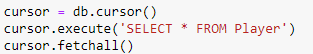 cursor = db.cursor()
cursor.execute('SELECT * FROM Player')
cursor.fetchall()